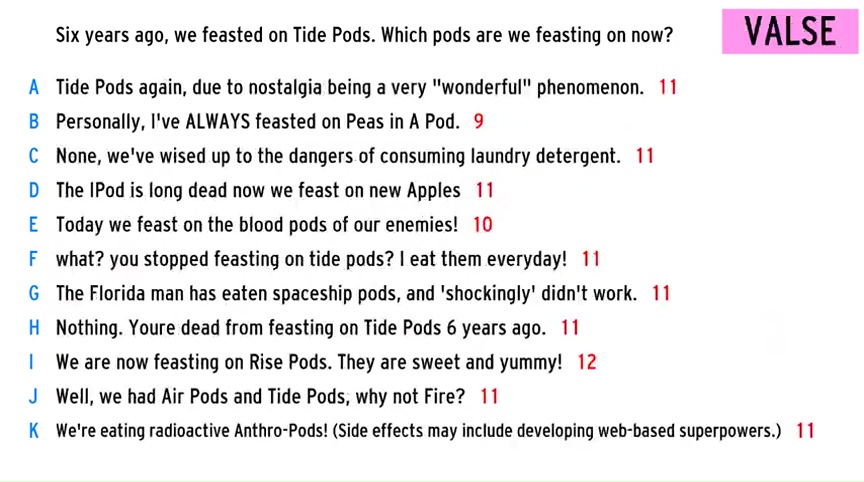 Six years ago, we feasted on Tide Pods. Which pods are we feasting on now?
VALSE
A Tide Pods again, due to nostalgia being a very "wonderful" phenomenon. 11
B Personally, I've ALWAYS feasted on Peas in A Pod. 9
C None, we've wised up to the dangers of consuming laundry detergent. 11
D The IPod is long dead now we feast on new Apples 11
E Today we feast on the blood pods of our enemies! 10
F what? you stopped feasting on tide pods? I eat them everyday! 11
G The Florida man has eaten spaceship pods, and 'shockingly' didn't work. 11
H Nothing. Youre dead from feasting on Tide Pods 6 years ago. 11
I We are now feasting on Rise Pods. They are sweet and yummy! 12
J Well, we had Air Pods and Tide Pods, why not Fire? 11
K We're eating radioactive Anthro-Pods! (Side effects may include developing web-based superpowers.) 11